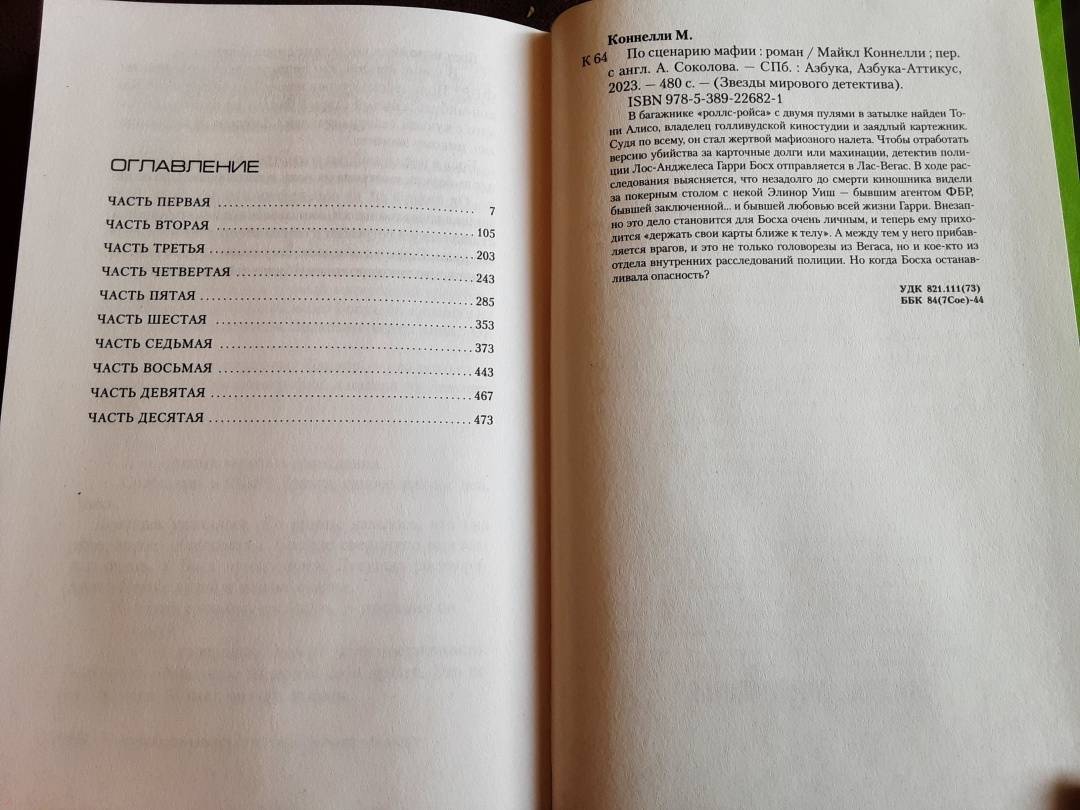 ОГЛАВЛЕНИЕ
ЧАСТЬ ПЕРВАЯ ........ 7
ЧАСТЬ ВТОРАЯ ........ 105
ЧАСТЬ ТРЕТЬЯ ........ 203
ЧАСТЬ ЧЕТВЕРТАЯ ........ 243
ЧАСТЬ ПЯТАЯ ........ 285
ЧАСТЬ ШЕСТАЯ ........ 353
ЧАСТЬ СЕДЬМАЯ ........ 373
ЧАСТЬ ВОСЬМАЯ ........ 443
ЧАСТЬ ДЕВЯТАЯ ........ 467
ЧАСТЬ ДЕСЯТАЯ ........ 473
Коннелли М.
К 64 По сценарию мафии : роман / Майкл Коннелли ; пер.
с англ. А. Соколова. — СПб. : Азбука, Азбука-Аттикус,
2023. — 480 с. — (Звезды мирового детектива).
ISBN 978-5-389-22682-1
В багажнике «роллс-ройса» с двумя пулями в затылке найден То-
ни Алисо, владелец голливудской киностудии и заядлый картежник.
Судя по всему, он стал жертвой мафиозного налета. Чтобы отработать
версию убийства за карточные долги или махинации, детектив поли-
ции Лос-Анджелеса Гарри Босх отправляется в Лас-Вегас. В ходе рас-
следования выясняется, что незадолго до смерти киношника видели
за покерным столом с некой Элинор Уиш — бывшим агентом ФБР,
бывшей заключенной... и бывшей любовью всей жизни Гарри. Внезап-
но это дело становится для Босха очень личным, и теперь ему прихо-
дится «держать свои карты ближе к телу». А между тем у него прибав-
ляется врагов, и это не только головорезы из Вегаса, но и кое-кто из
отдела внутренних расследований полиции. Но когда Босха останав-
ливала опасность?
УДК 821.111(73)
ББК 84(7Сое)-44